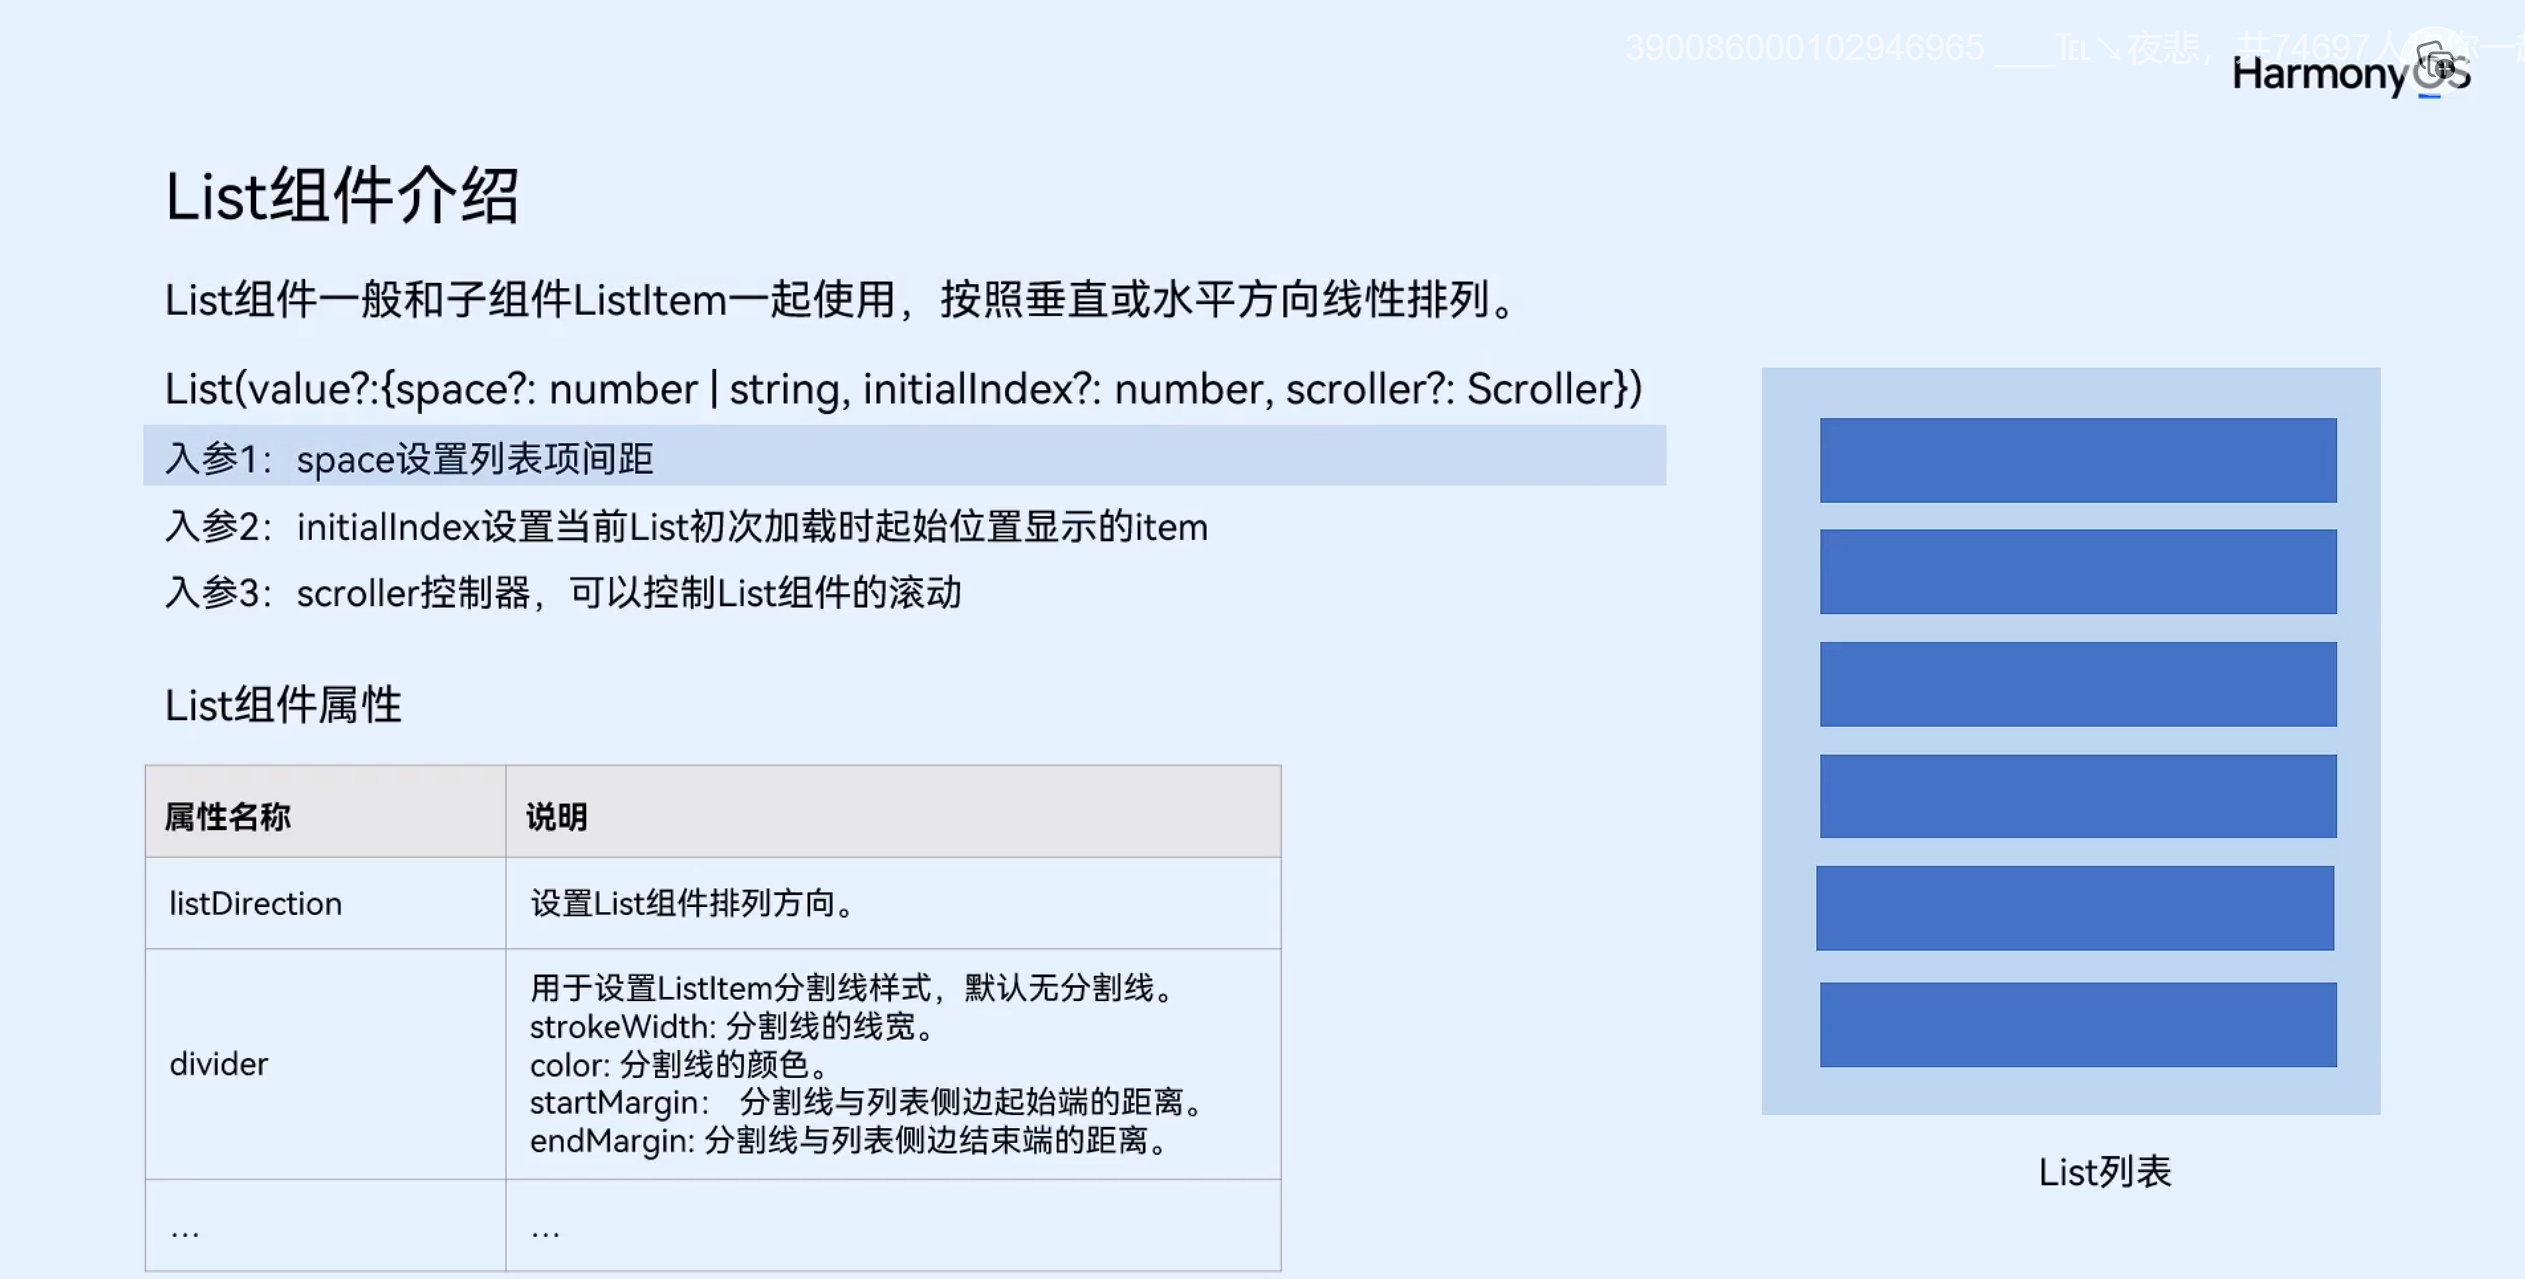 390086000102946965 ____℡↘夜悲，共74697人
HarmonyOS
List组件介绍
List组件一般和子组件ListItem一起使用，按照垂直或水平方向线性排列。
List(value?:{space?: number | string, initialIndex?: number, scroller?: Scroller})
入参1：space设置列表项间距
入参2：initialIndex设置当前List初次加载时起始位置显示的item
入参3：scroller控制器，可以控制List组件的滚动
List组件属性
属性名称 说明
listDirection 设置List组件排列方向。
用于设置ListItem分割线样式，默认无分割线。
strokeWidth: 分割线的线宽。
divider color: 分割线的颜色。
startMargin： 分割线与列表侧边起始端的距离。
endMargin: 分割线与列表侧边结束端的距离。
... ...
List列表